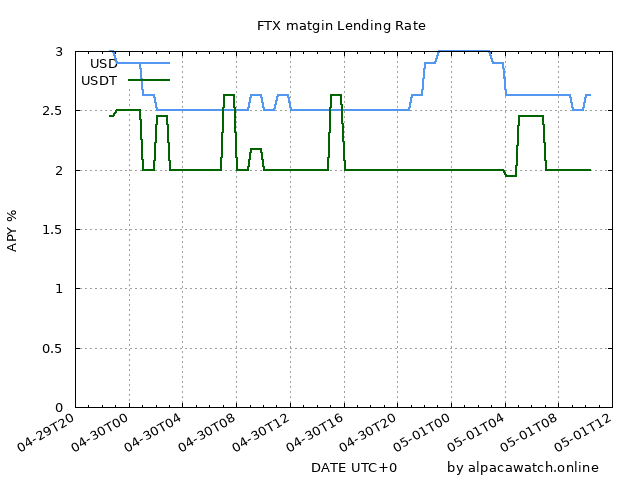 FTX matgin Lending Rate
USD
USDT
3
2.5
2
1.5
1
0.5
0
APY %
04-29T20
04-30T00
04-30T04
04-30T08
04-30T12
04-30T16
04-30T20
05-01T00
05-01T04
05-01T08
05-01T12
DATE UTC+0
by alpacawatch.online